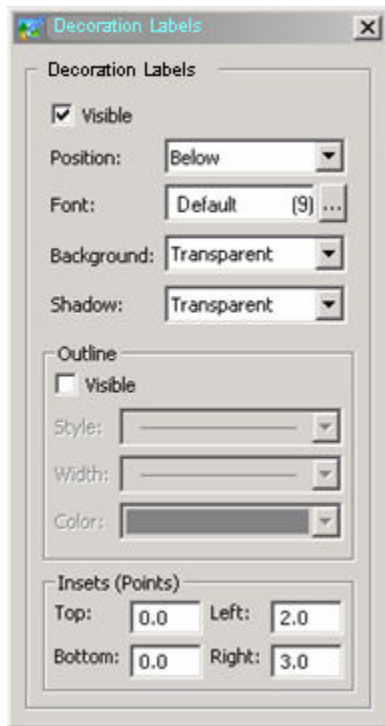 Decoration Labels
Decoration Labels
Visible
Position: Below
Font: Default (9) ...
Background: Transparent
Shadow: Transparent
Outline
Visible
Style:
Width:
Color:
Insets (Points)
Top: 0.0 Left: 2.0
Bottom: 0.0 Right: 3.0